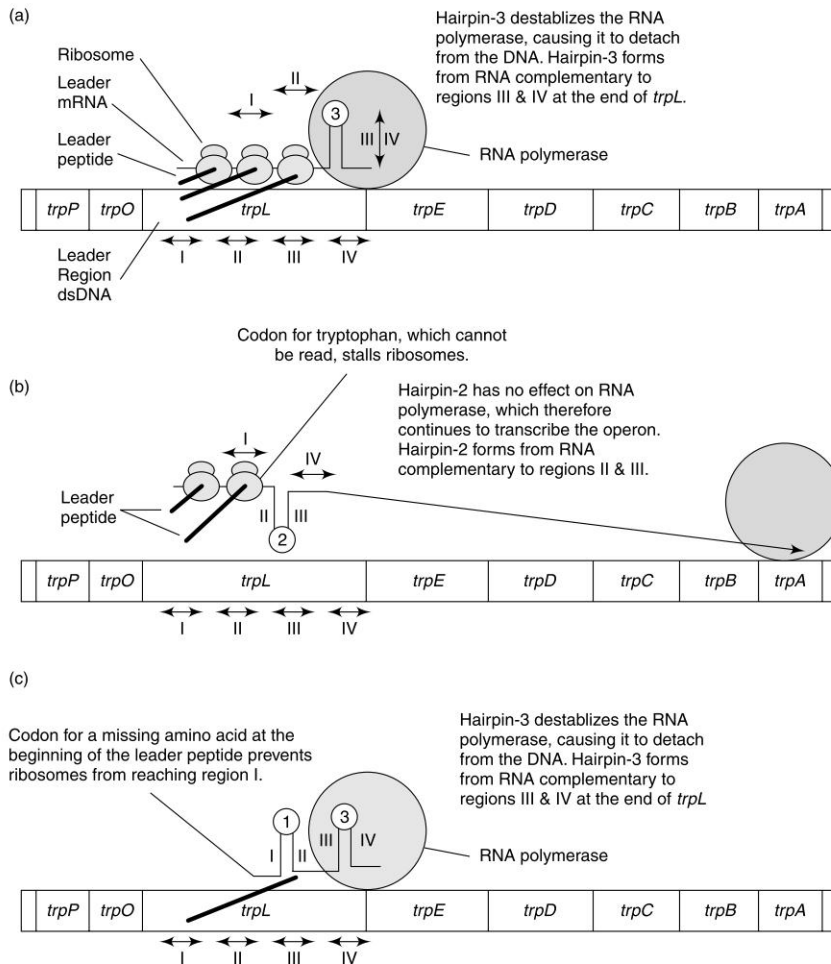 (a)
Hairpin-3 destablizes the RNA
polymerase, causing it to detach
from the DNA. Hairpin-3 forms
from RNA complementary to
regions III & IV at the end of trpL.
Ribosome
Leader
mRNA
Leader
peptide
I
II
3
III
IV
RNA polymerase
trpP
trpO
trpL
trpE
trpD
trpC
trpB
trpA
Leader
Region
dsDNA
I
II
III
IV
Codon for tryptophan, which cannot
be read, stalls ribosomes.
(b)
Hairpin-2 has no effect on RNA
polymerase, which therefore
continues to transcribe the operon.
Hairpin-2 forms from RNA
complementary to regions II & III.
I
IV
Leader
peptide
II
III
2
trpP
trpO
trpL
trpE
trpD
trpC
trpB
trpA
I
II
III
IV
(c)
Codon for a missing amino acid at the
beginning of the leader peptide prevents
ribosomes from reaching region I.
Hairpin-3 destablizes the RNA
polymerase, causing it to detach
from the DNA. Hairpin-3 forms
from RNA complementary to
regions III & IV at the end of trpL
1
3
I
II
III
IV
RNA polymerase
trpP
trpO
trpL
trpE
trpD
trpC
trpB
trpA
I
II
III
IV